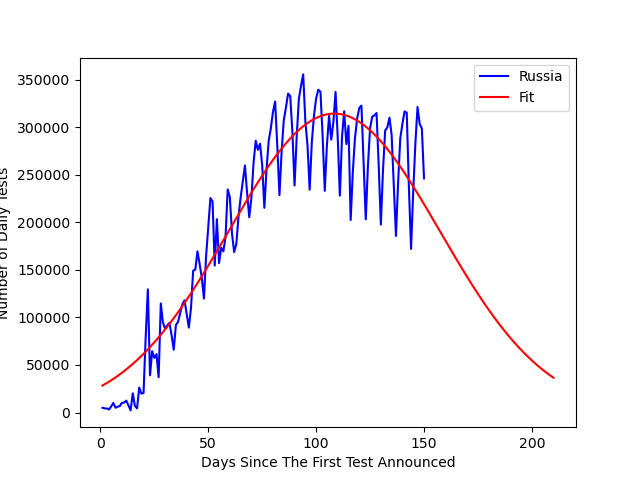 Russia
Fit
350000
300000
250000
200000
150000
100000
50000
0
Number of Daily Tests
0 50 100 150 200
Days Since The First Test Announced